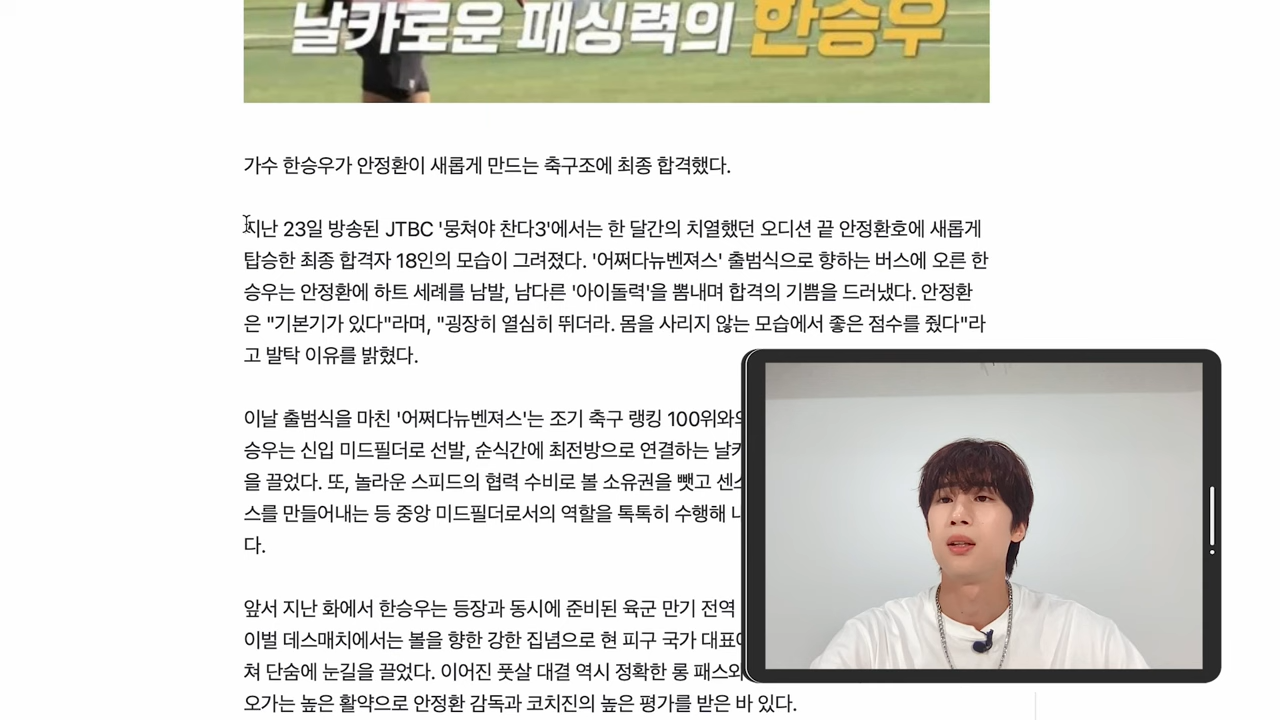 날카로운 패싱력의 한승우
가수 한승우가 안정환이 새롭게 만드는 축구조에 최종 합격했다.
지난 23일 방송된 JTBC '뭉쳐야 찬다3'에서는 한 달간의 치열했던 오디션 끝 안정환호에 새롭게
탑승한 최종 합격자 18인의 모습이 그려졌다. '어쩌다뉴벤져스' 출범식으로 향하는 버스에 오른 한
승우는 안정환에 하트 세례를 남발, 남다른 '아이돌력'을 뽐내며 합격의 기쁨을 드러냈다. 안정환
은 "기본기가 있다"라며, "굉장히 열심히 뛰더라. 몸을 사리지 않는 모습에서 좋은 점수를 줬다"라
고 발탁 이유를 밝혔다.
이날 출범식을 마친 '어쩌다뉴벤져스'는 조기 축구 랭킹 100위와의
승우는 신입 미드필더로 선발, 순식간에 최전방으로 연결하는
을 끌었다. 또, 놀라운 스피드의 협력 수비로 볼 소유권을 뺏고
스를 만들어내는 등 중앙 미드필더로서의 역할을 톡톡히 수행해
다.
앞서 지난 화에서 한승우는 등장과 동시에 준비된 육군 만기 전역
이벌 데스매치에서는 볼을 향한 강한 집념으로 현 피구 국가
쳐 단숨에 눈길을 끌었다. 이어진 풋살 대결 역시 정확한 롱
오가는 높은 활약으로 안정환 감독과 코치진의 높은 평가를 받은 바 있다.